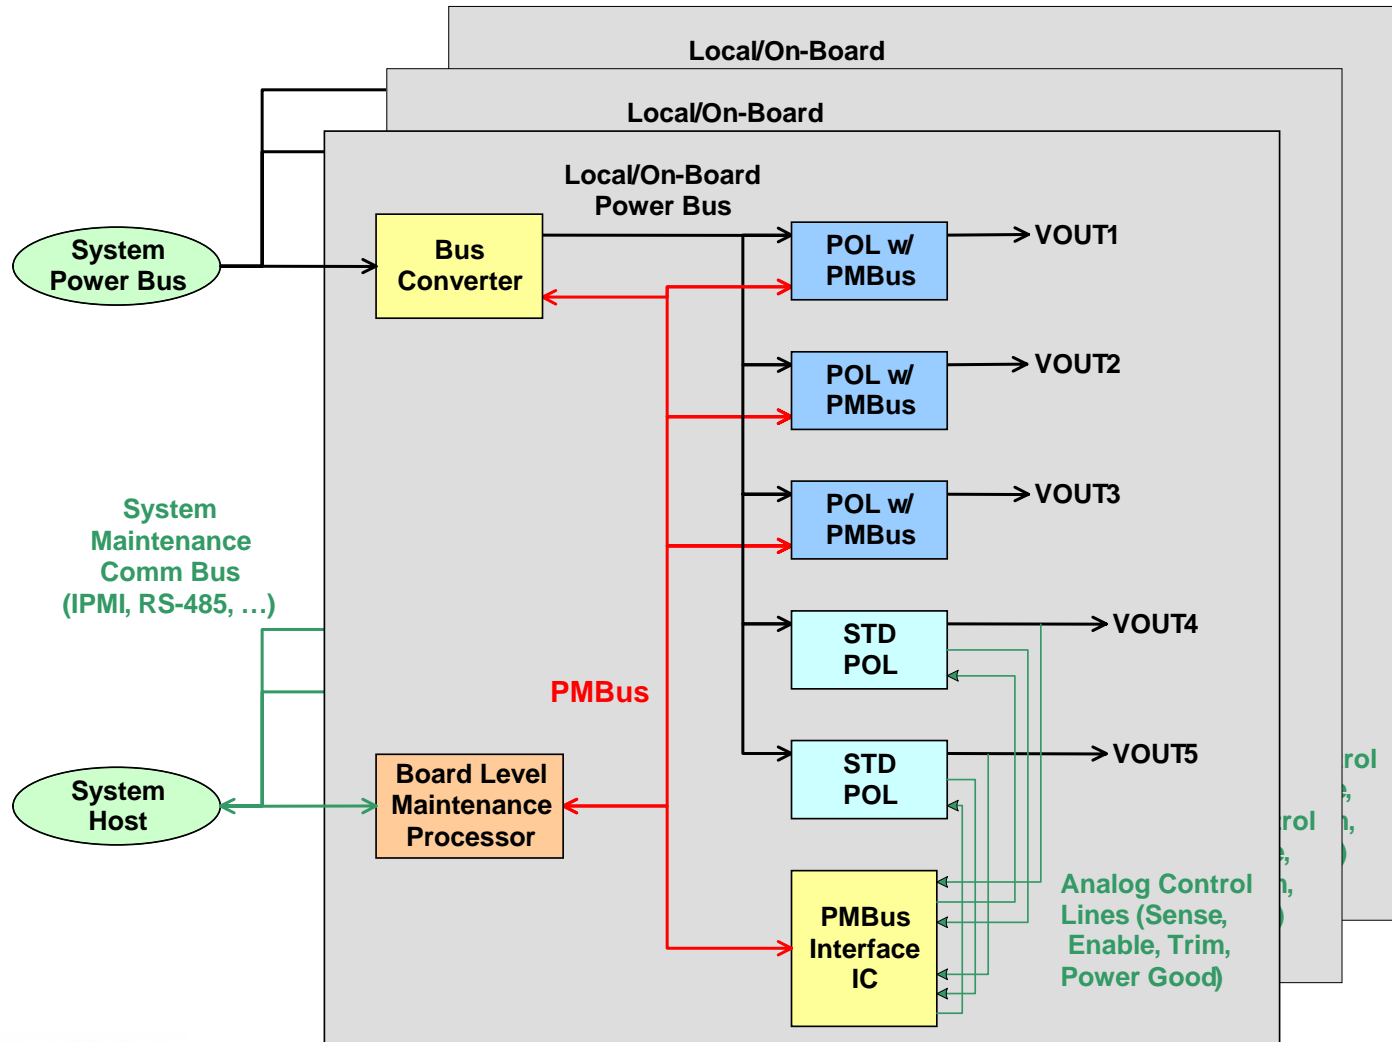 Local/On-Board
Local/On-Board
Local/On-Board
Power Bus
System
Power Bus
Bus
Converter
POL w/
PMBus
VOUT1
POL w/
PMBus
VOUT2
POL w/
PMBus
VOUT3
System
Maintenance
Comm Bus
(IPMI, RS-485, …)
STD
POL
VOUT4
PMBus
STD
POL
VOUT5
System
Host
Board Level
Maintenance
Processor
PMBus
Interface
IC
Analog Control
Lines (Sense,
Enable, Trim,
Power Good)